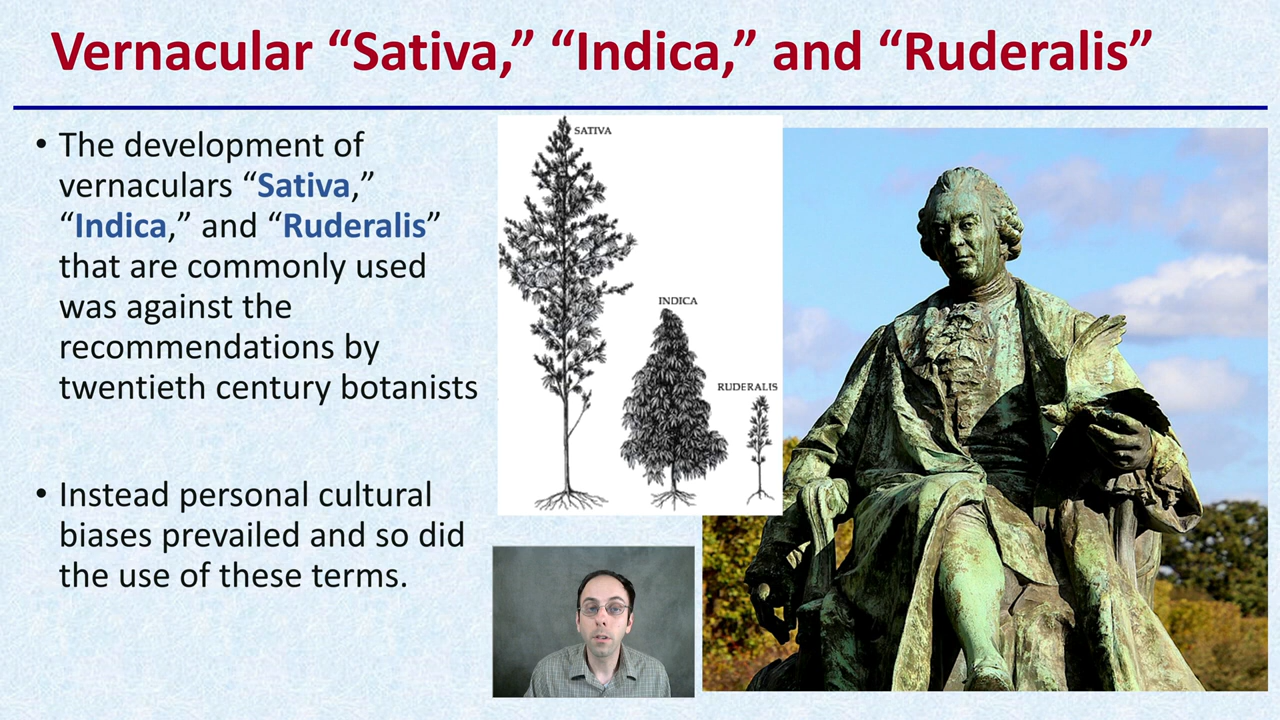 Vernacular “Sativa,” “Indica,” and “Ruderalis”
• The development of
vernaculars “Sativa,”
“Indica,” and “Ruderalis”
that are commonly used
was against the
recommendations by
twentieth century botanists
• Instead personal cultural
biases prevailed and so did
the use of these terms.
SATIVA
INDICA
RUDERALIS